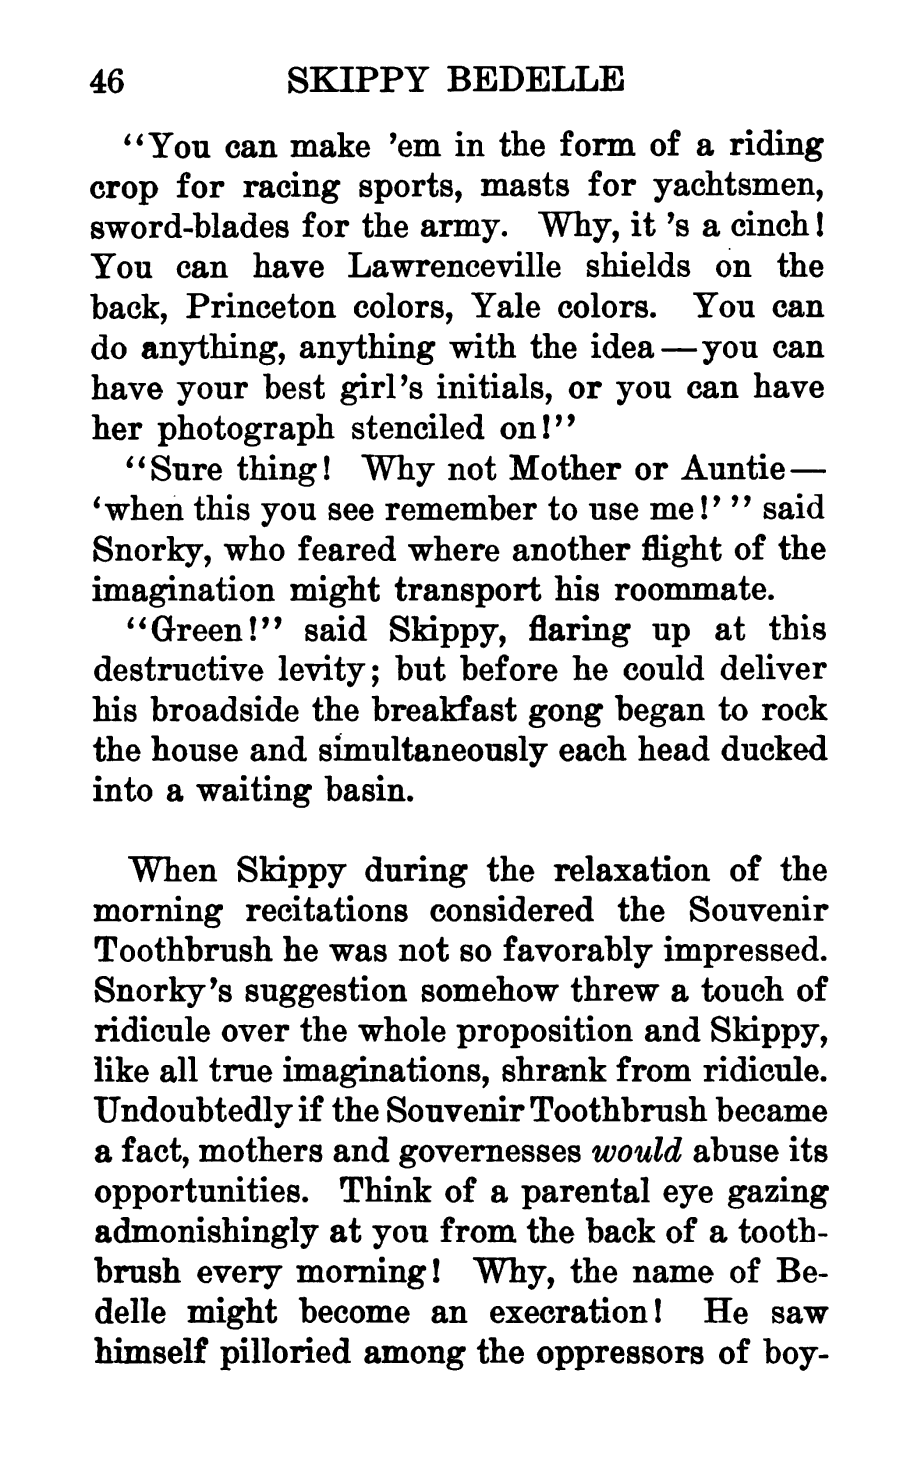 46 SKIPPY BEDELLE
“You can make ’em in the form of a riding
crop for racing sports, masts for yachtsmen,
sword-blades for the army. Why, it ’s a cinch!
You can have Lawrenceville shields on the
back, Princeton colors, Yale colors. You can
do anything, anything with the idea—you can
have your best girl’s initials, or you can have
her photograph stenciled on!”
“Sure thing! Why not Mother or Auntie—
‘when this you see remember to use me!’ ” said
Snorky, who feared where another flight of the
imagination might transport his roommate.
“Green!” said Skippy, flaring up at this
destructive levity; but before he could deliver
his broadside the breakfast gong began to rock
the house and simultaneously each head ducked
into a waiting basin.
When Skippy during the relaxation of the
morning recitations considered the Souvenir
Toothbrush he was not so favorably impressed.
Snorky’s suggestion somehow threw a touch of
ridicule over the whole proposition and Skippy,
like all true imaginations, shrank from ridicule.
Undoubtedly if the Souvenir Toothbrush became
a fact, mothers and governesses would abuse its
opportunities. Think of a parental eye gazing
admonishingly at you from the back of a tooth-
brush every morning! Why, the name of Be-
delle might become an execration! He saw
himself pilloried among the oppressors of boy-